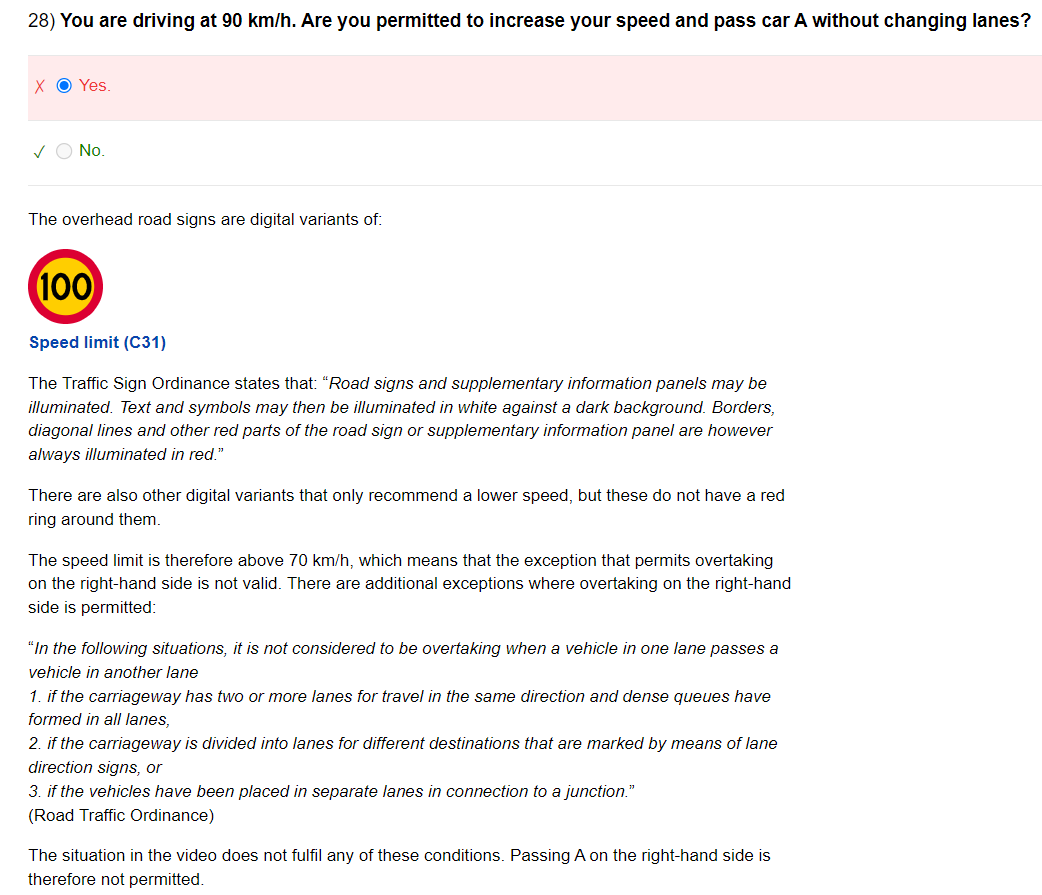 28) You are driving at 90 km/h. Are you permitted to increase your speed and pass car A without changing lanes?
X Yes.
✓ No.
The overhead road signs are digital variants of:
100
Speed limit (C31)
The Traffic Sign Ordinance states that: “Road signs and supplementary information panels may be
illuminated. Text and symbols may then be illuminated in white against a dark background. Borders,
diagonal lines and other red parts of the road sign or supplementary information panel are however
always illuminated in red.”
There are also other digital variants that only recommend a lower speed, but these do not have a red
ring around them.
The speed limit is therefore above 70 km/h, which means that the exception that permits overtaking
on the right-hand side is not valid. There are additional exceptions where overtaking on the right-hand
side is permitted:
“In the following situations, it is not considered to be overtaking when a vehicle in one lane passes a
vehicle in another lane
1. if the carriageway has two or more lanes for travel in the same direction and dense queues have
formed in all lanes,
2. if the carriageway is divided into lanes for different destinations that are marked by means of lane
direction signs, or
3. if the vehicles have been placed in separate lanes in connection to a junction.”
(Road Traffic Ordinance)
The situation in the video does not fulfil any of these conditions. Passing A on the right-hand side is
therefore not permitted.